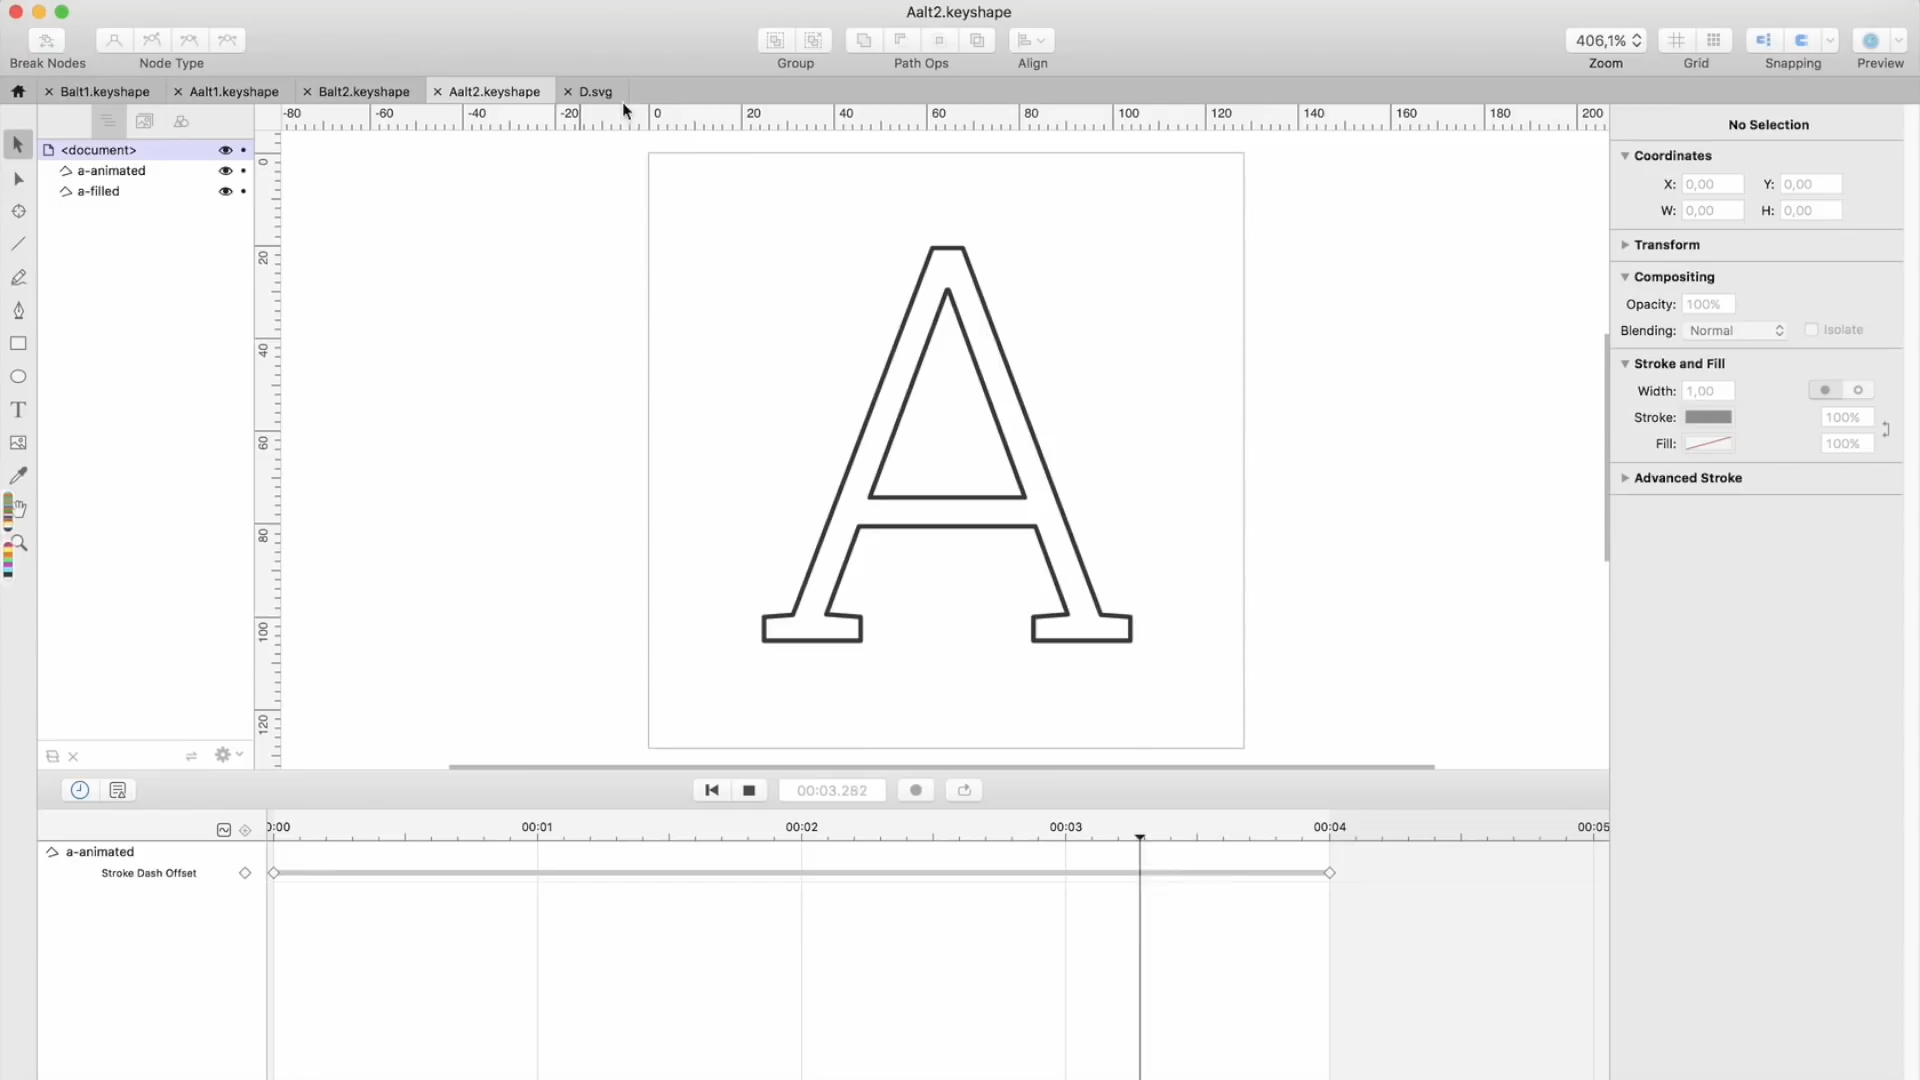 Aalt2.keyshape
406,1%
Break Nodes
Node Type
Group
Path Ops
Align
Zoom
Grid
Snapping
Preview
Balt1.keyshape
Aalt1.keyshape
Balt2.keyshape
Aalt2.keyshape
D.svg
-80 -60 -40 -20 0 20 40 60 80 100 120 140 160 180 200
No Selection
<document>
a-animated
a-filled
0
20
40
60
80
100
120
A
Coordinates
X: 0,00 Y: 0,00
W: 0,00 H: 0,00
Transform
Compositing
Opacity: 100%
Blending: Normal Isolate
Stroke and Fill
Width: 1,00
Stroke: 100%
Fill: 100%
Advanced Stroke
00:03.282
0:00 00:01 00:02 00:03 00:04 00:05
a-animated
Stroke Dash Offset